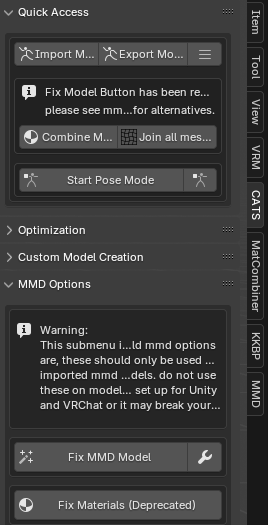 Quick Access
Import M...
Export Mo...
Fix Model Button has been re...
please see mm...for alternatives.
Combine M...
Join all mes...
Start Pose Mode
Optimization
Custom Model Creation
MMD Options
Warning:
This submenu i...ld mmd options
are, these should only be used ...
imported mmd ...dels. do not use
these on model... set up for Unity
and VRChat or it may break your...
Fix MMD Model
Fix Materials (Deprecated)
Item
Tool
View
VRM
CATS
MatCombiner
KKBP
MMD